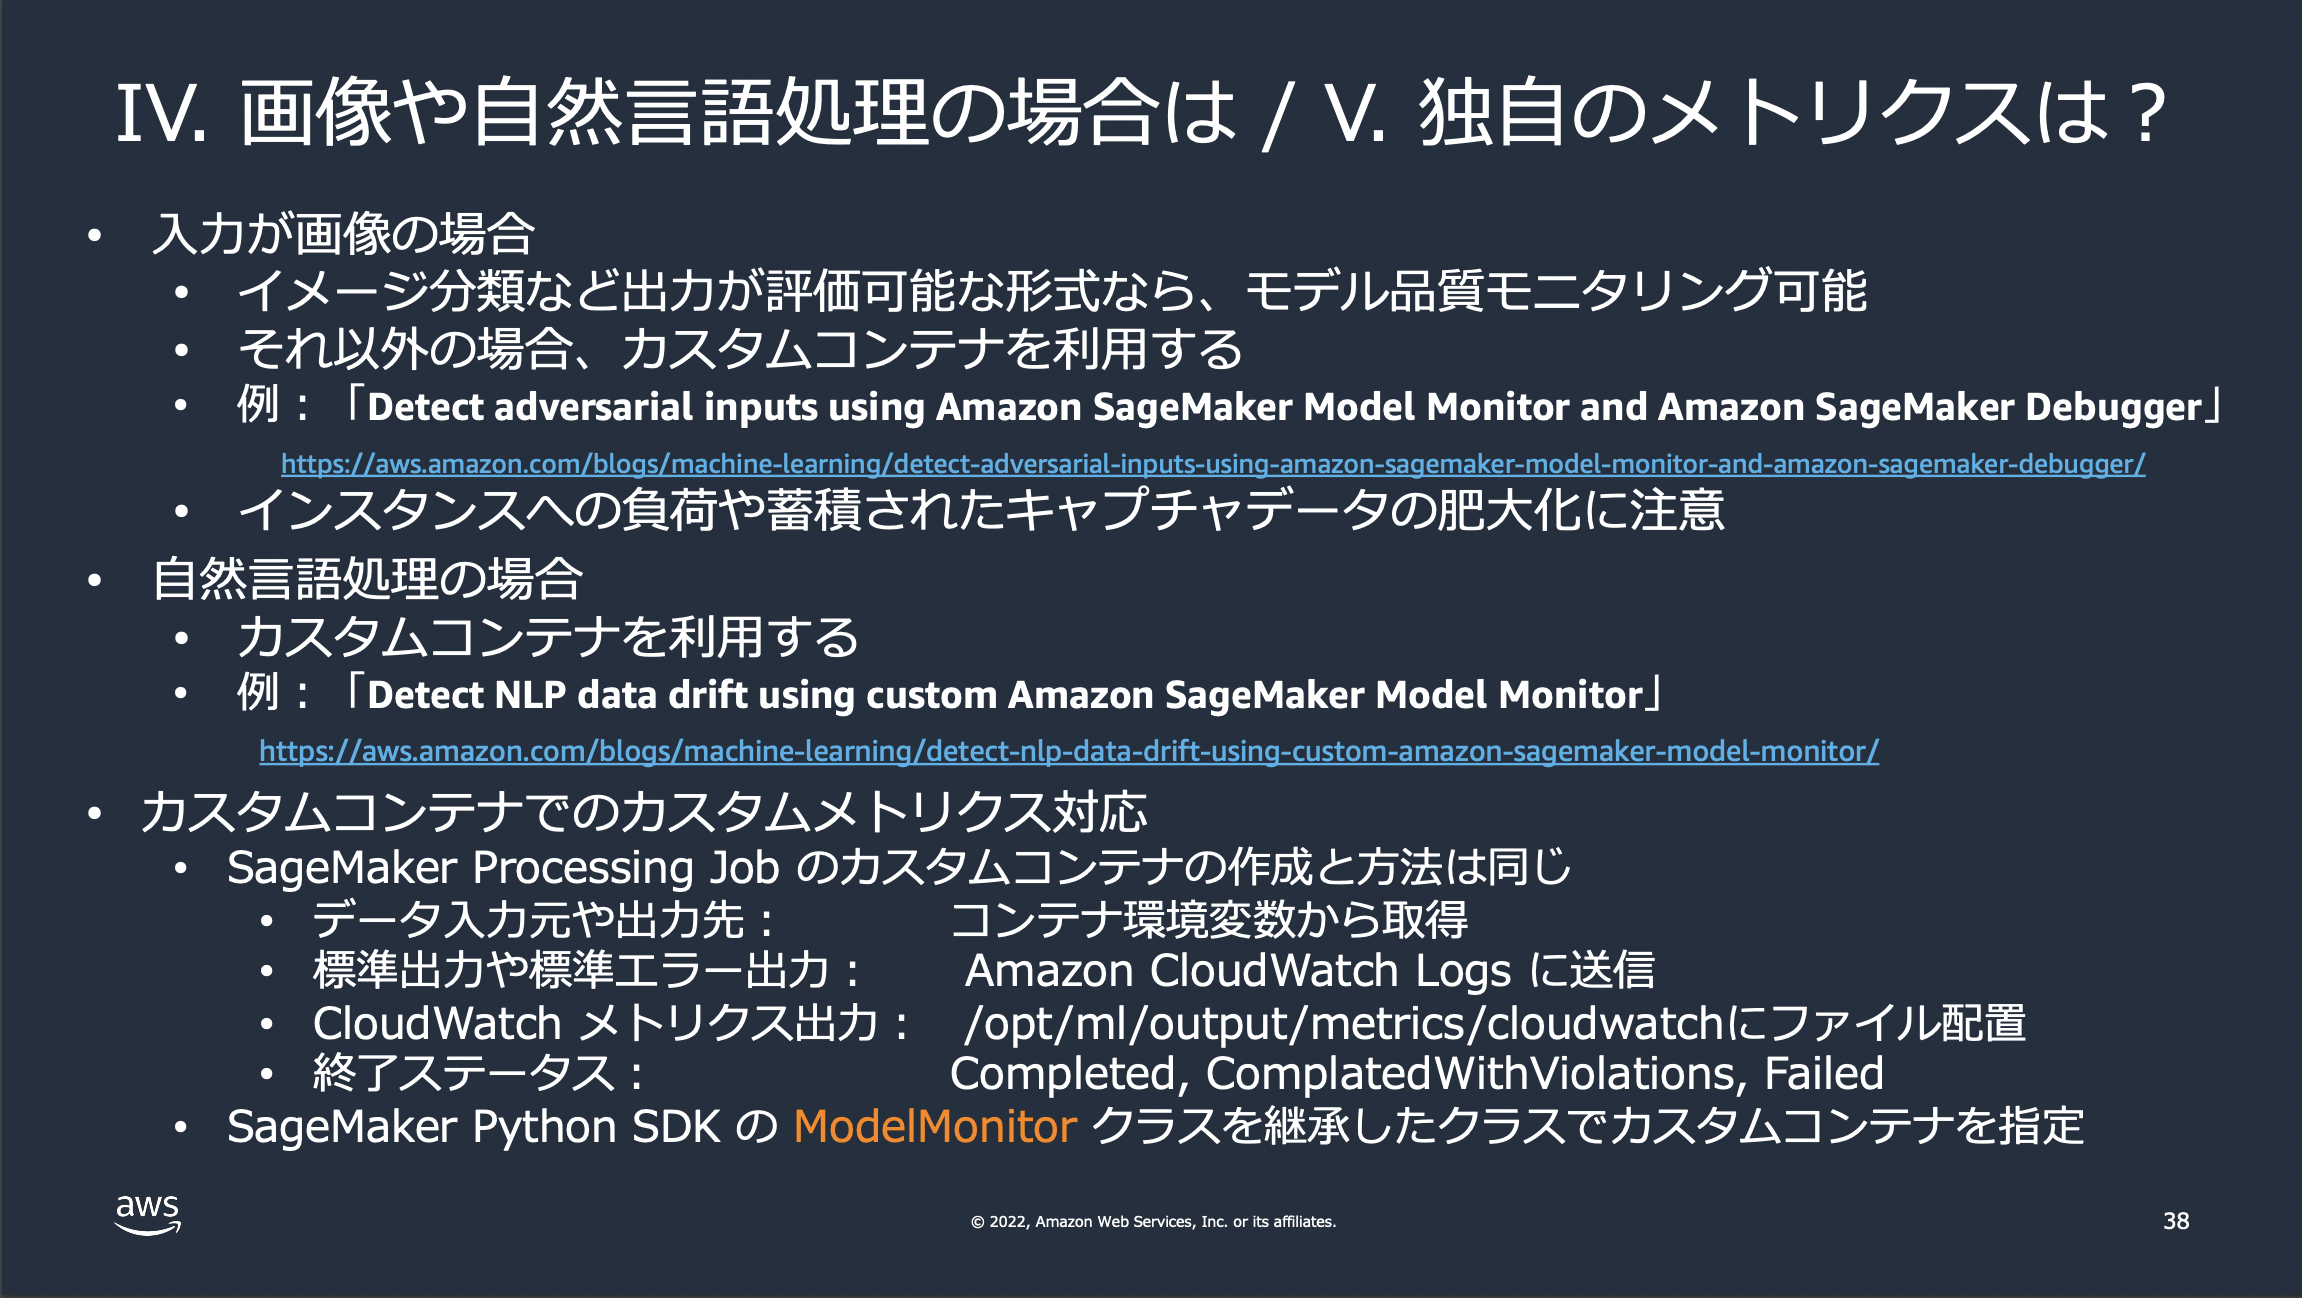 IV. 画像や自然言語処理の場合は / V. 独自のメトリクスは？
• 入力が画像の場合
• イメージ分類など出力が評価可能な形式なら、モデル品質モニタリング可能
• それ以外の場合、カスタムコンテナを利用する
• 例：「Detect adversarial inputs using Amazon SageMaker Model Monitor and Amazon SageMaker Debugger」
https://aws.amazon.com/blogs/machine-learning/detect-adversarial-inputs-using-amazon-sagemaker-model-monitor-and-amazon-sagemaker-debugger/
• インスタンスへの負荷や蓄積されたキャプチャデータの肥大化に注意
• 自然言語処理の場合
• カスタムコンテナを利用する
• 例：「Detect NLP data drift using custom Amazon SageMaker Model Monitor」
https://aws.amazon.com/blogs/machine-learning/detect-nlp-data-drift-using-custom-amazon-sagemaker-model-monitor/
• カスタムコンテナでのカスタムメトリクス対応
• SageMaker Processing Job のカスタムコンテナの作成と方法は同じ
• データ入力元や出力先： コンテナ環境変数から取得
• 標準出力や標準エラー出力： Amazon CloudWatch Logs に送信
• CloudWatch メトリクス出力： /opt/ml/output/metrics/cloudwatchにファイル配置
• 終了ステータス： Completed, ComplatedWithViolations, Failed
• SageMaker Python SDK の ModelMonitor クラスを継承したクラスでカスタムコンテナを指定
aws
© 2022, Amazon Web Services, Inc. or its affiliates.
38